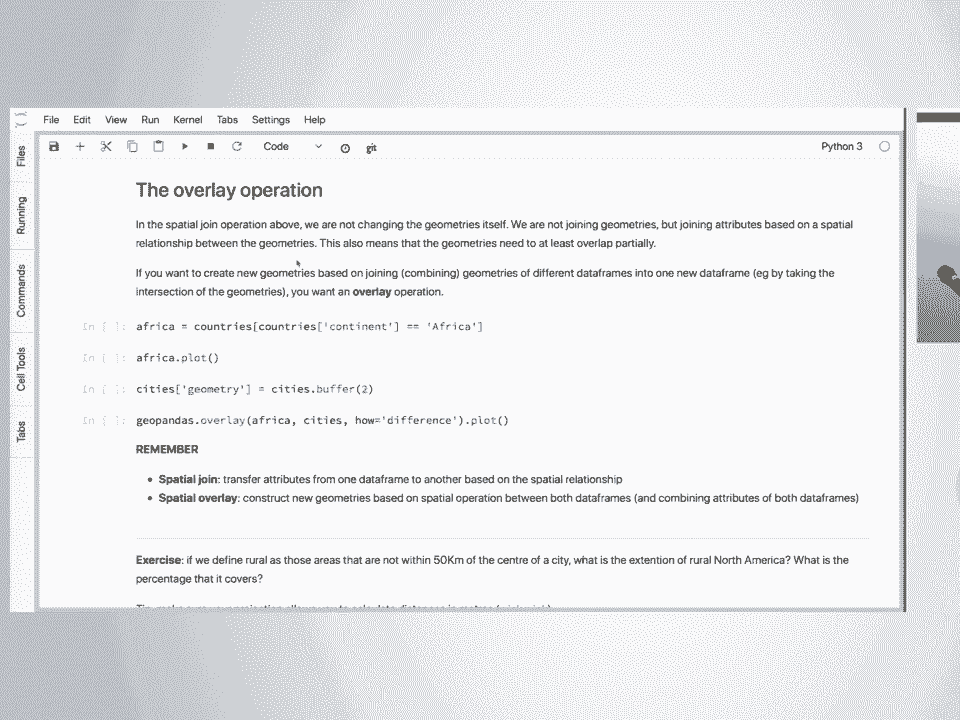 File Edit View Run Kernel Tabs Settings Help
Code git Python 3
Files
Running
Commands
Cell Tools
Tabs
The overlay operation
In the spatial join operation above, we are not changing the geometries itself. We are not joining geometries, but joining attributes based on a spatial
relationship between the geometries. This also means that the geometries need to at least overlap partially.
If you want to create new geometries based on joining (combining) geometries of different dataframes into one new dataframe (eg by taking the
intersection of the geometries), you want an overlay operation.
In [ ]: africa = countries[countries['continent'] == 'Africa']
In [ ]: africa.plot()
In [ ]: cities['geometry'] = cities.buffer(2)
In [ ]: geopandas.overlay(africa, cities, how='difference').plot()
REMEMBER
• Spatial join: transfer attributes from one dataframe to another based on the spatial relationship
• Spatial overlay: construct new geometries based on spatial operation between both dataframes (and combining attributes of both dataframes)
Exercise: if we define rural as those areas that are not within 50Km of the centre of a city, what is the extention of rural North America? What is the
percentage that it covers?